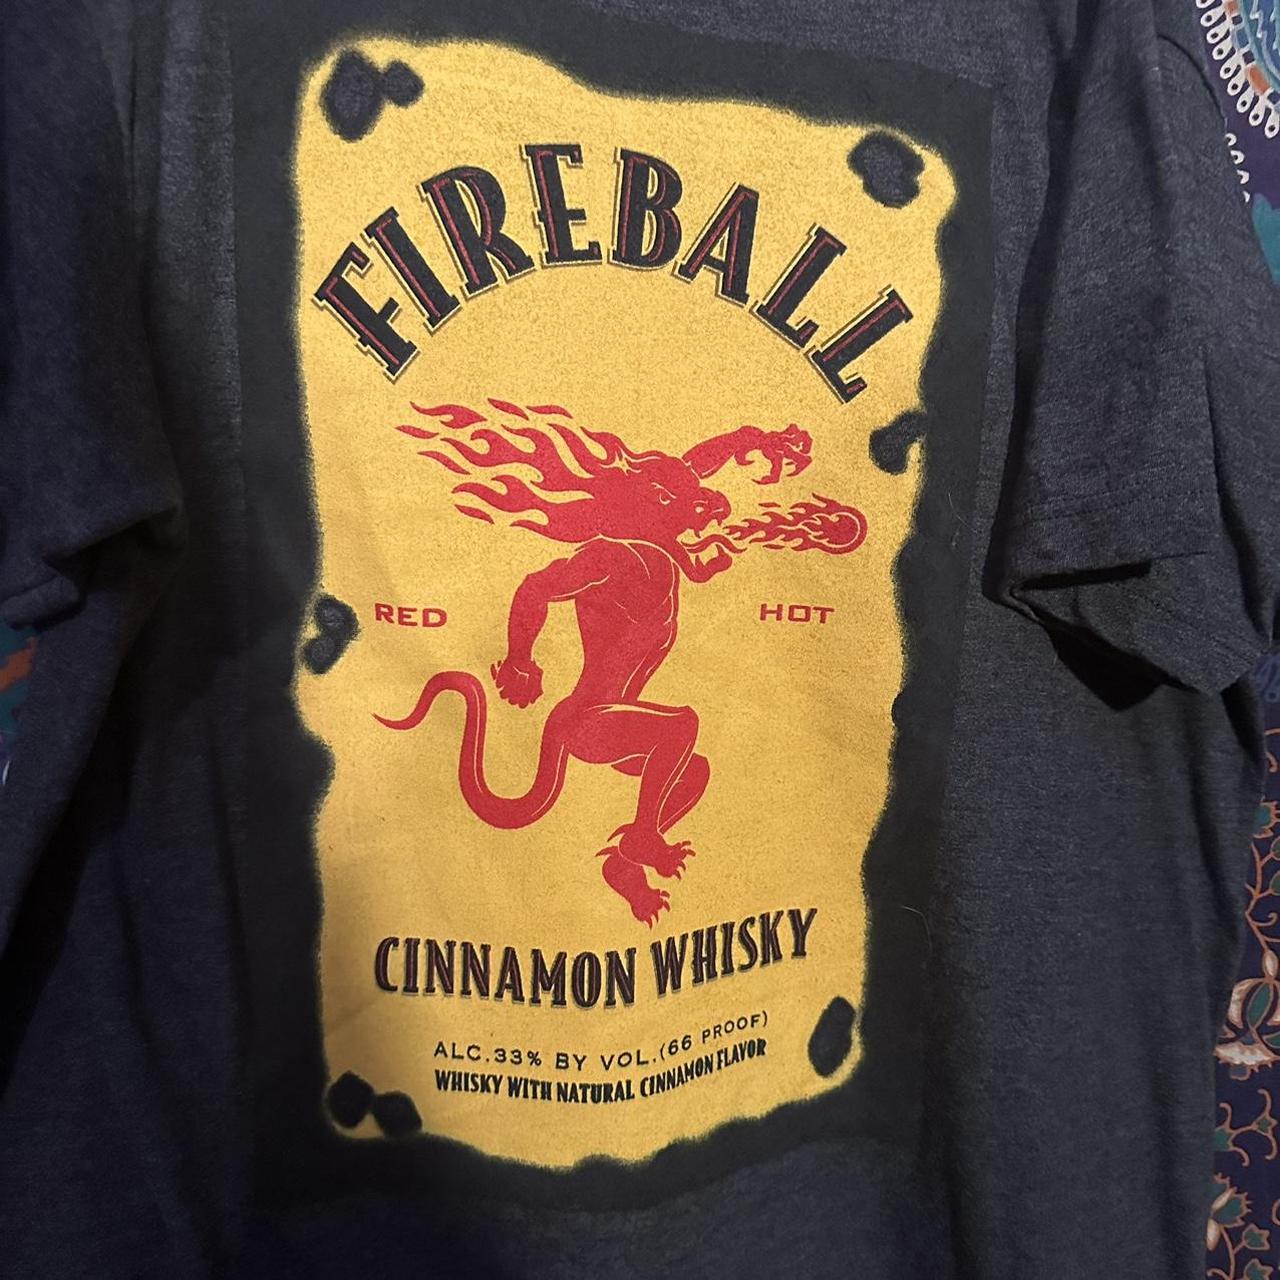 FIREBALL
RED HOT
CINNAMON WHISKY
ALC.33% BY VOL.(66 PROOF)
WHISKY WITH NATURAL CINNAMON FLAVOR